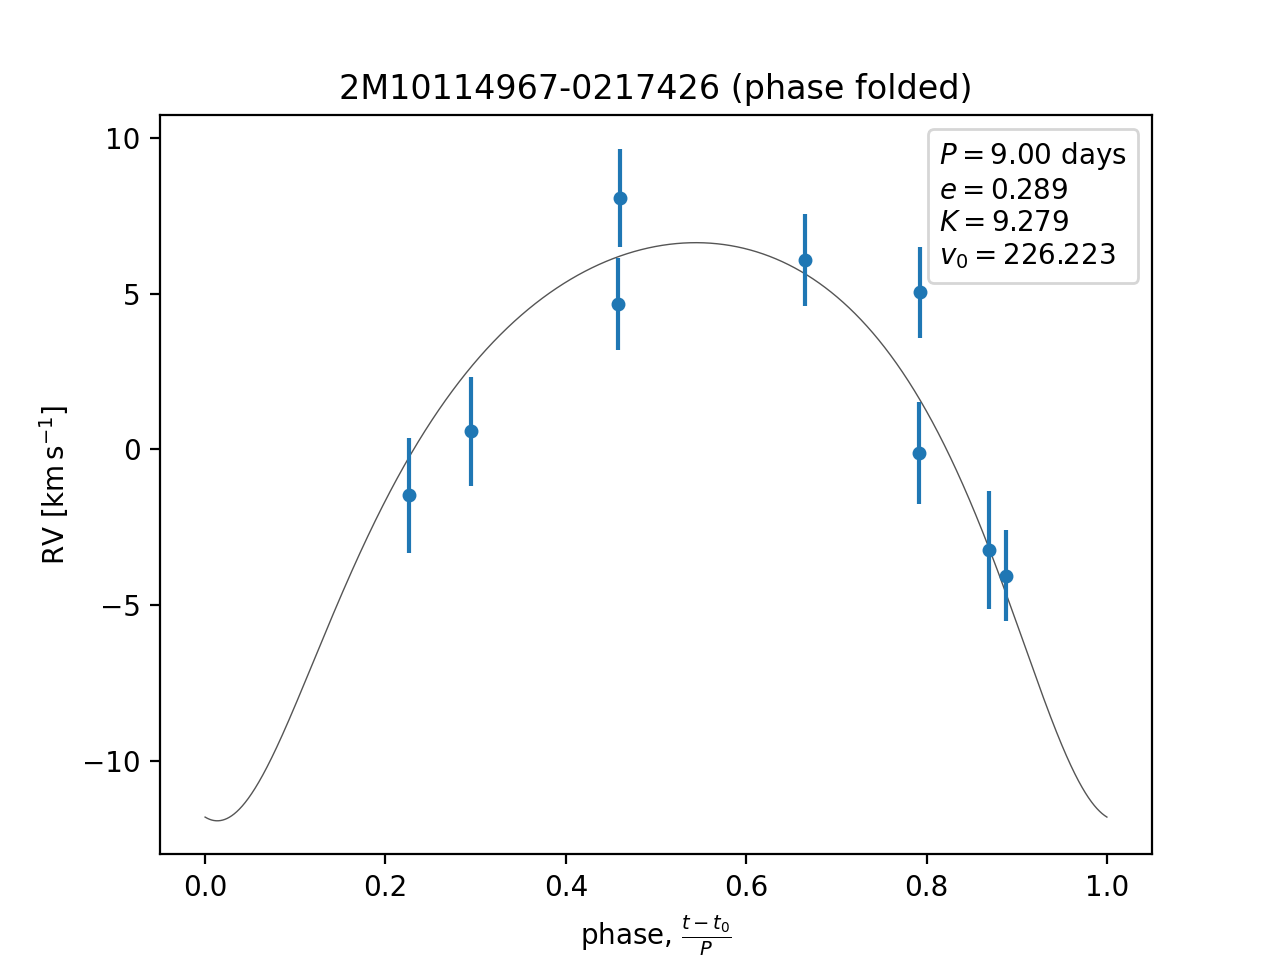 2M10114967-0217426 (phase folded)
P = 9.00 days
e = 0.289
K = 9.279
v₀ = 226.223
RV [km s⁻¹]
10
5
0
−5
−10
0.0 0.2 0.4 0.6 0.8 1.0
phase, (t − t₀)/P